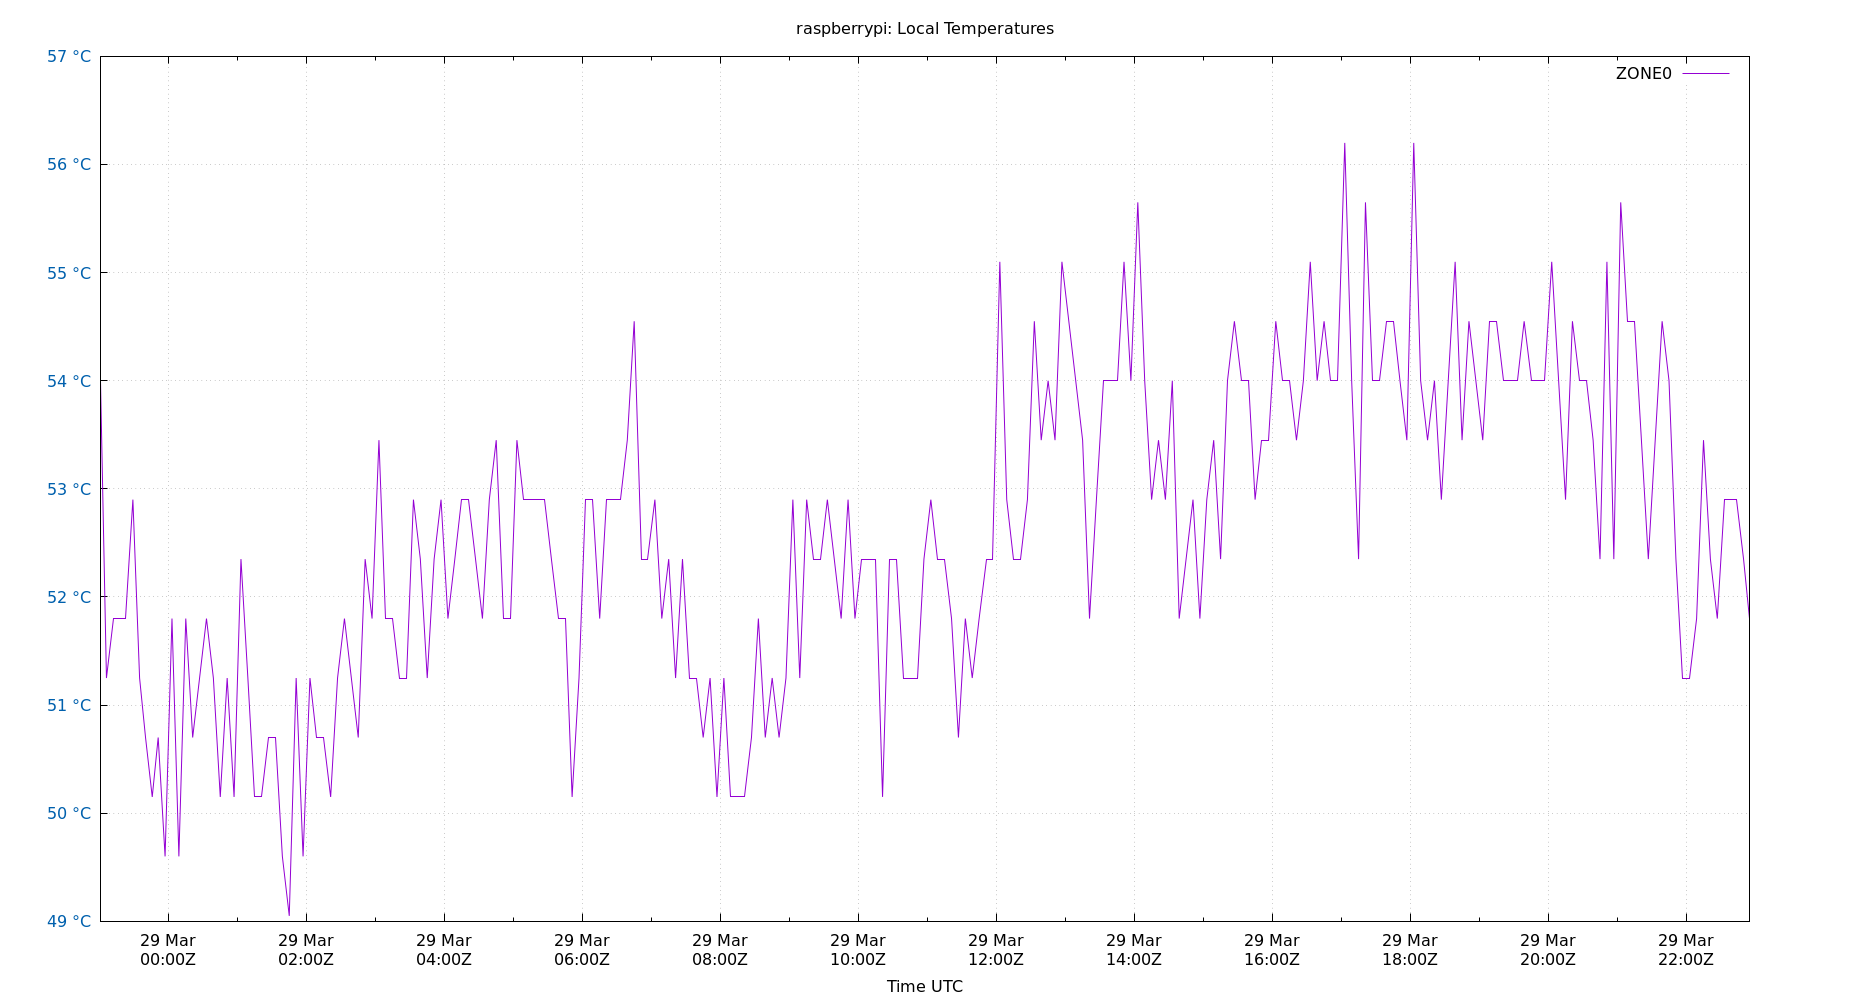 raspberrypi: Local Temperatures
57 °C
ZONE0
56 °C
55 °C
54 °C
53 °C
52 °C
51 °C
50 °C
49 °C
29 Mar 29 Mar 29 Mar 29 Mar 29 Mar 29 Mar 29 Mar 29 Mar 29 Mar 29 Mar 29 Mar 29 Mar
00:00Z 02:00Z 04:00Z 06:00Z 08:00Z 10:00Z 12:00Z 14:00Z 16:00Z 18:00Z 20:00Z 22:00Z
Time UTC